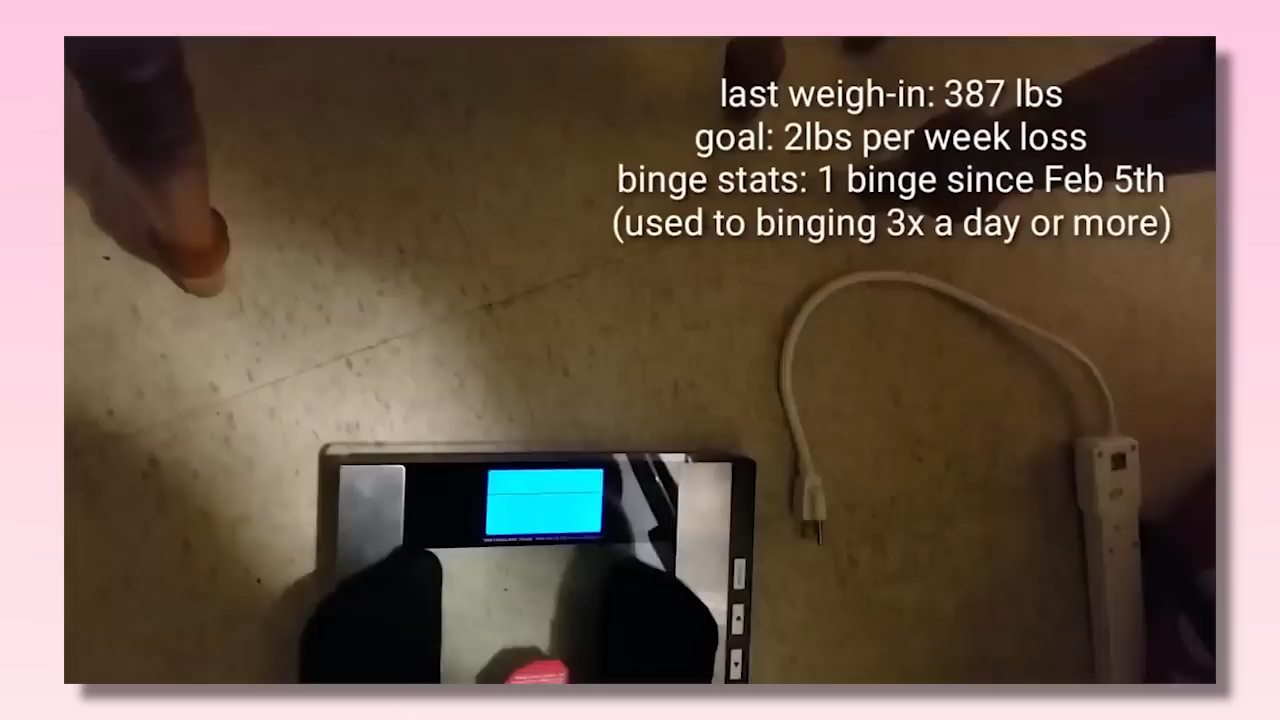 last weigh-in: 387 lbs
goal: 2lbs per week loss
binge stats: 1 binge since Feb 5th
(used to binging 3x a day or more)